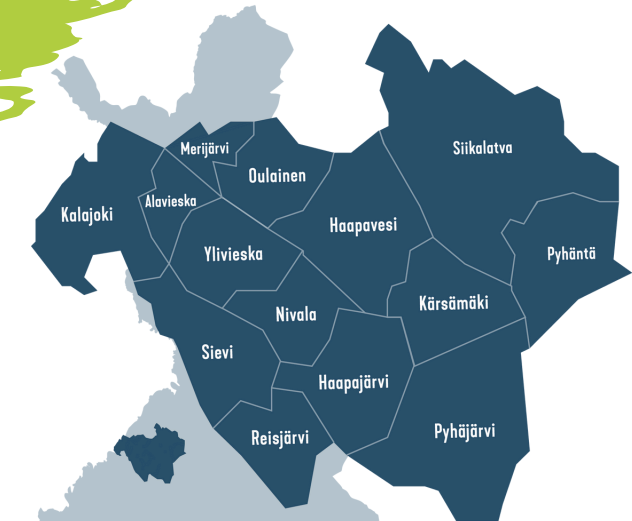 Merijärvi
Siikalatva
Oulainen
Alavieska
Kalajoki
Haapavesi
Ylivieska
Pyhäntä
Kärsämäki
Nivala
Sievi
Haapajärvi
Reisjärvi
Pyhäjärvi